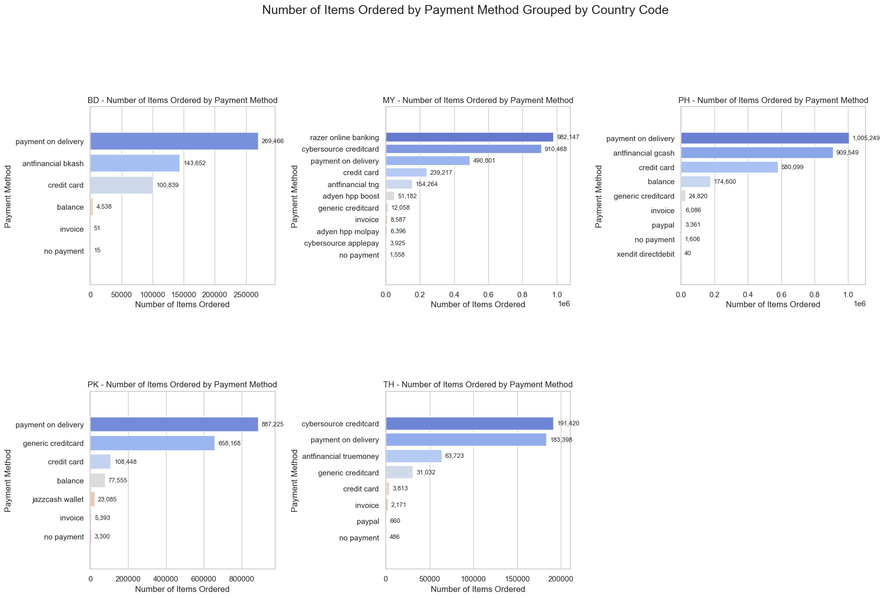 Number of Items Ordered by Payment Method Grouped by Country Code
BD - Number of Items Ordered by Payment Method
Payment Method
payment on delivery 269,466
antfinancial bkash 143,652
credit card 100,839
balance 4,538
invoice 51
no payment 15
0 50000 100000 150000 200000 250000
Number of Items Ordered
MY - Number of Items Ordered by Payment Method
Payment Method
razer online banking 982,147
cybersource creditcard 910,468
payment on delivery 490,801
credit card 239,217
antfinancial tng 154,264
adyen hpp boost 51,182
generic creditcard 12,058
invoice 8,587
adyen hpp molpay 6,396
cybersource applepay 3,925
no payment 1,558
0.0 0.2 0.4 0.6 0.8 1.0
Number of Items Ordered
1e6
PH - Number of Items Ordered by Payment Method
Payment Method
payment on delivery 1,005,249
antfinancial gcash 909,549
credit card 580,099
balance 174,600
generic creditcard 24,820
invoice 6,086
paypal 3,361
no payment 1,606
xendit directdebit 40
0.0 0.2 0.4 0.6 0.8 1.0
Number of Items Ordered
1e6
PK - Number of Items Ordered by Payment Method
Payment Method
payment on delivery 887,225
generic creditcard 658,168
credit card 108,448
balance 77,555
jazzcash wallet 23,085
invoice 5,393
no payment 3,300
0 200000 400000 600000 800000
Number of Items Ordered
TH - Number of Items Ordered by Payment Method
Payment Method
cybersource creditcard 191,420
payment on delivery 183,398
antfinancial truemoney 63,723
generic creditcard 31,032
credit card 3,813
invoice 2,171
paypal 660
no payment 486
0 50000 100000 150000 200000
Number of Items Ordered